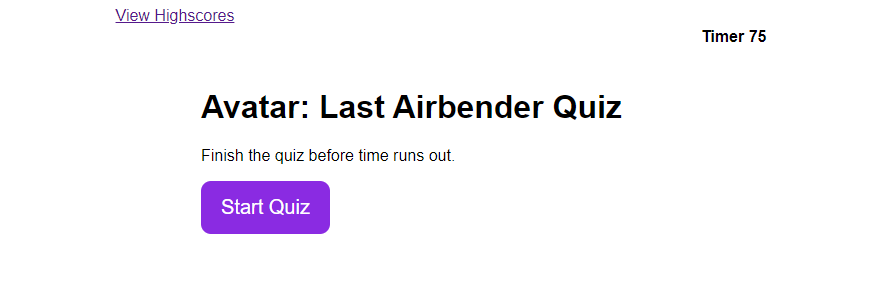 View Highscores
Timer 75
Avatar: Last Airbender Quiz
Finish the quiz before time runs out.
Start Quiz